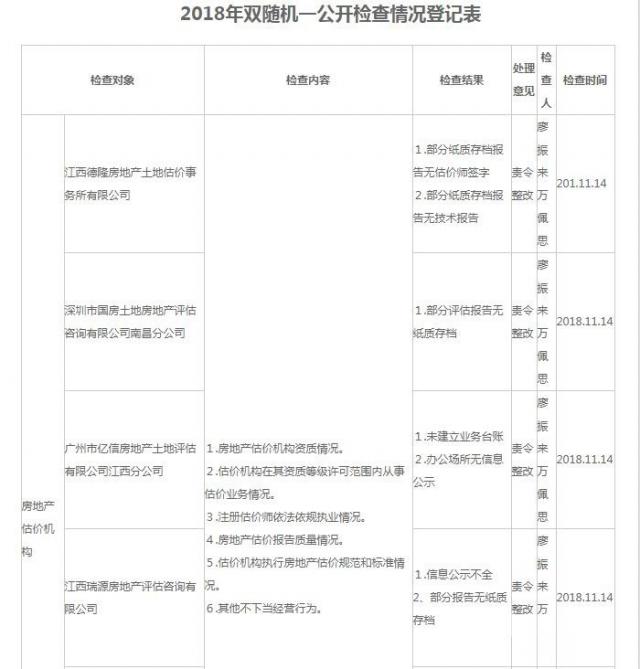 2018年双随机一公开检查情况登记表
检查对象
检查内容
检查结果
处理
意见
检
查
人
检查时间
房地产
估价机
构
江西德隆房地产土地估价事
务所有限公司
1.部分纸质存档报
告无估价师签字
2.部分纸质存档报
告无技术报告
责令
整改
廖
振
来
万
佩
思
201.11.14
深圳市国房土地房地产评估
咨询有限公司南昌分公司
1.部分评估报告无
纸质存档
责令
整改
廖
振
来
万
佩
思
2018.11.14
广州市亿信房地产土地评估
有限公司江西分公司
1.房地产估价机构资质情况。
2.估价机构在其资质等级许可范围内从事
估价业务情况。
3.注册估价师依法依规执业情况。
4.房地产估价报告质量情况。
5.估价机构执行房地产估价规范和标准情
况。
6.其他不下当经营行为。
1.未建立业务台账
2.办公场所无信息
公示
责令
整改
廖
振
来
万
佩
思
2018.11.14
江西瑞源房地产评估咨询有
限公司
1.信息公示不全
2、部分报告无纸质
存档
责令
整改
廖
振
来
万
2018.11.14